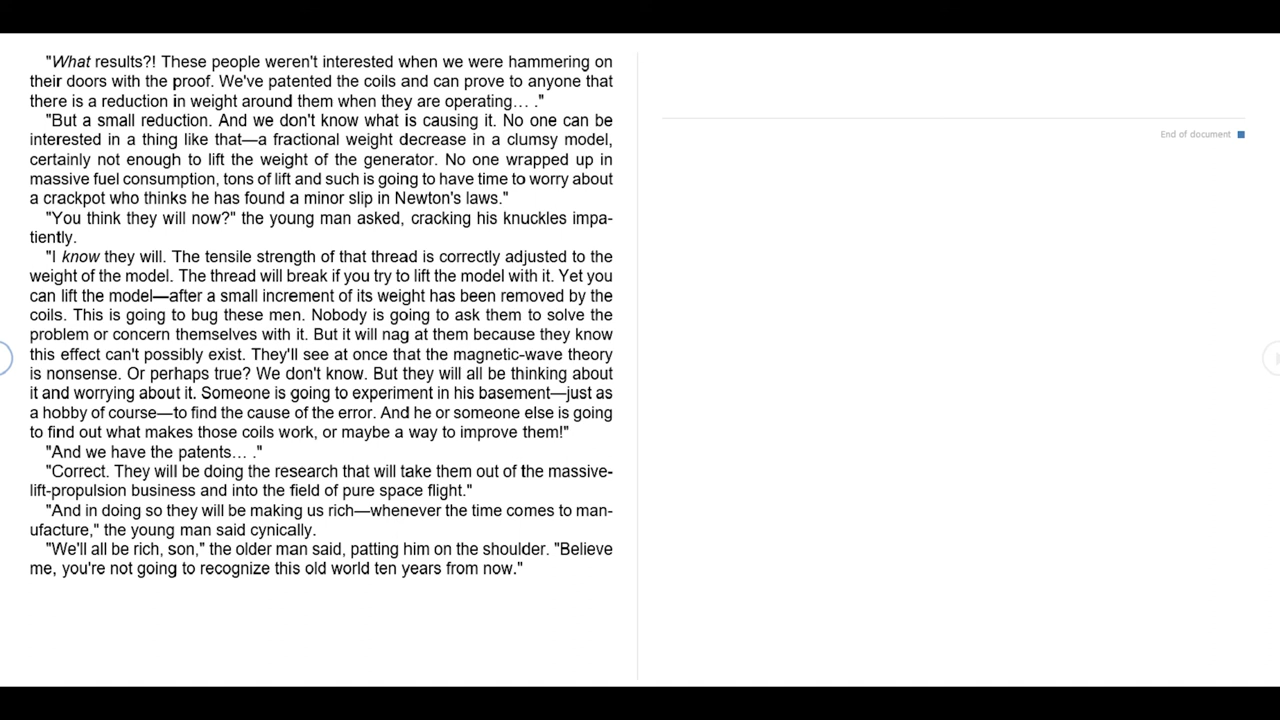 "What results?! These people weren't interested when we were hammering on
their doors with the proof. We've patented the coils and can prove to anyone that
there is a reduction in weight around them when they are operating… ."
"But a small reduction. And we don't know what is causing it. No one can be
interested in a thing like that—a fractional weight decrease in a clumsy model,
certainly not enough to lift the weight of the generator. No one wrapped up in
massive fuel consumption, tons of lift and such is going to have time to worry about
a crackpot who thinks he has found a minor slip in Newton's laws."
"You think they will now?" the young man asked, cracking his knuckles impa-
tiently.
"I know they will. The tensile strength of that thread is correctly adjusted to the
weight of the model. The thread will break if you try to lift the model with it. Yet you
can lift the model—after a small increment of its weight has been removed by the
coils. This is going to bug these men. Nobody is going to ask them to solve the
problem or concern themselves with it. But it will nag at them because they know
this effect can't possibly exist. They'll see at once that the magnetic-wave theory
is nonsense. Or perhaps true? We don't know. But they will all be thinking about
it and worrying about it. Someone is going to experiment in his basement—just as
a hobby of course—to find the cause of the error. And he or someone else is going
to find out what makes those coils work, or maybe a way to improve them!"
"And we have the patents… ."
"Correct. They will be doing the research that will take them out of the massive-
lift-propulsion business and into the field of pure space flight."
"And in doing so they will be making us rich—whenever the time comes to man-
ufacture," the young man said cynically.
"We'll all be rich, son," the older man said, patting him on the shoulder. "Believe
me, you're not going to recognize this old world ten years from now."
End of document